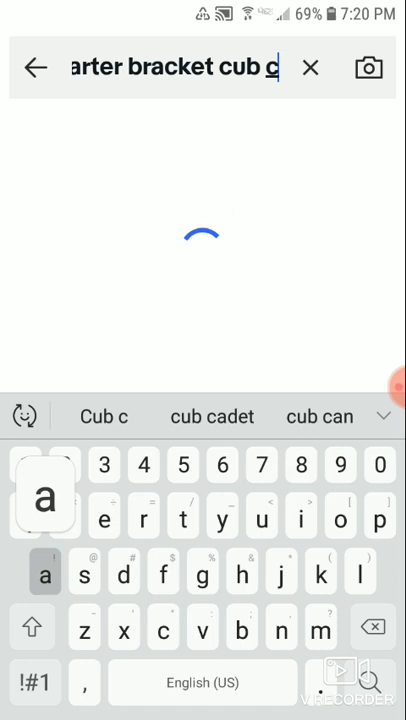 69% 7:20 PM
arter bracket cub c
Cub c cub cadet cub can
3 4 5 6 7 8 9 0
a
e r t y u i o p
a s d f g h j k l
z x c v b n m
!#1 , English (US) .
V RECORDER